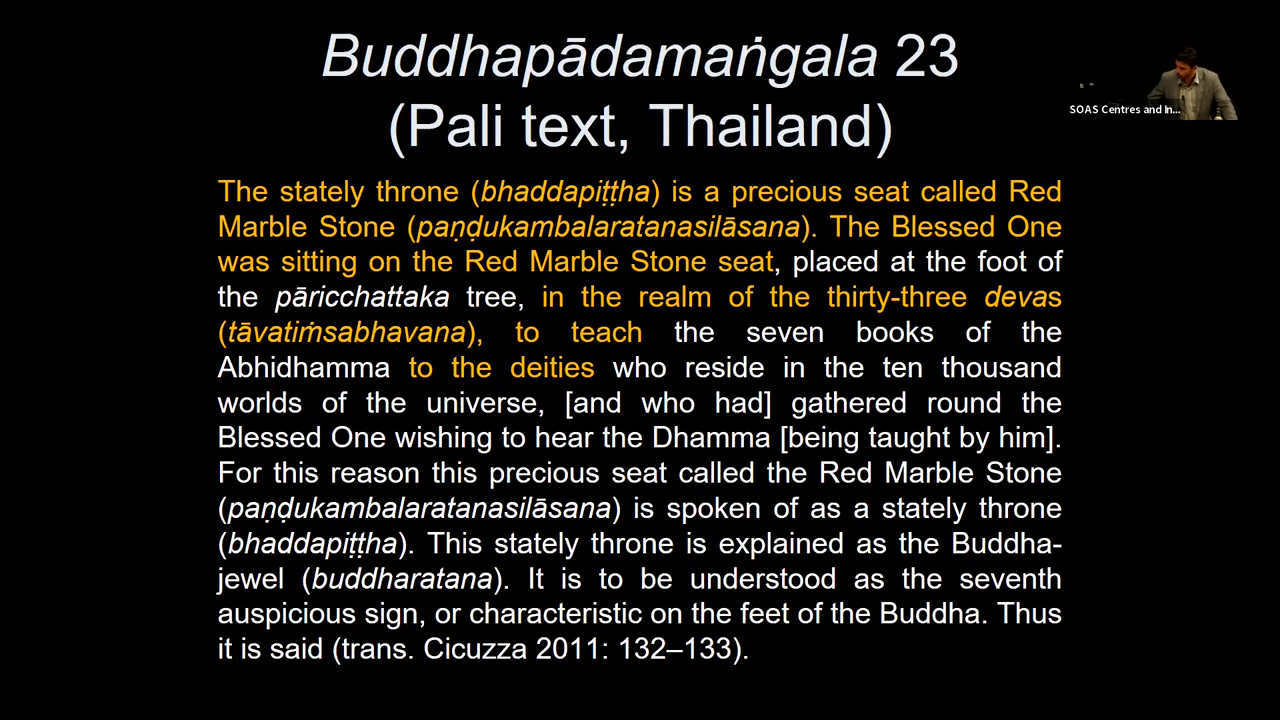 Buddhapādamaṅgala 23
(Pali text, Thailand)
SOAS Centres and In...
The stately throne (bhaddapiṭṭha) is a precious seat called Red
Marble Stone (paṇḍukambalaratanasilāsana). The Blessed One
was sitting on the Red Marble Stone seat, placed at the foot of
the pāricchattaka tree, in the realm of the thirty-three devas
(tāvatiṁsabhavana), to teach the seven books of the
Abhidhamma to the deities who reside in the ten thousand
worlds of the universe, [and who had] gathered round the
Blessed One wishing to hear the Dhamma [being taught by him].
For this reason this precious seat called the Red Marble Stone
(paṇḍukambalaratanasilāsana) is spoken of as a stately throne
(bhaddapiṭṭha). This stately throne is explained as the Buddha-
jewel (buddharatana). It is to be understood as the seventh
auspicious sign, or characteristic on the feet of the Buddha. Thus
it is said (trans. Cicuzza 2011: 132–133).